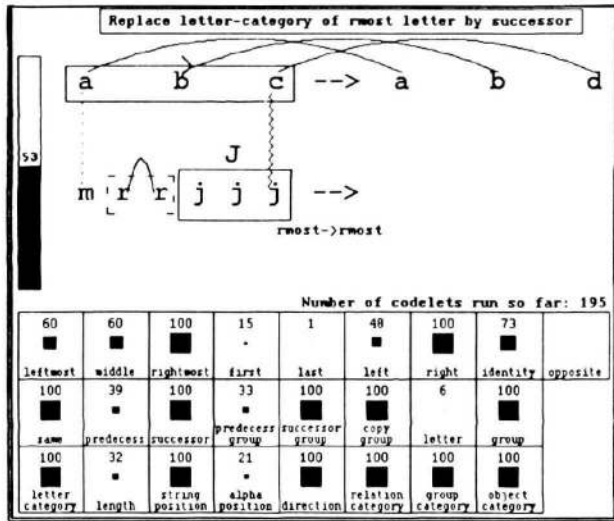 Replace letter-category of rmost letter by successor
a b c --> a b d
53
J
m r r j j j -->
rmost->rmost
Number of codelets run so far: 195
60 60 100 15 1 48 100 73
leftmost middle rightmost first last left right identity opposite
100 39 100 33 100 100 6 100
same predecess successor predecess group successor group copy group letter group
100 32 100 21 100 100 100 100
letter category length string position alpha position direction relation category group category object category